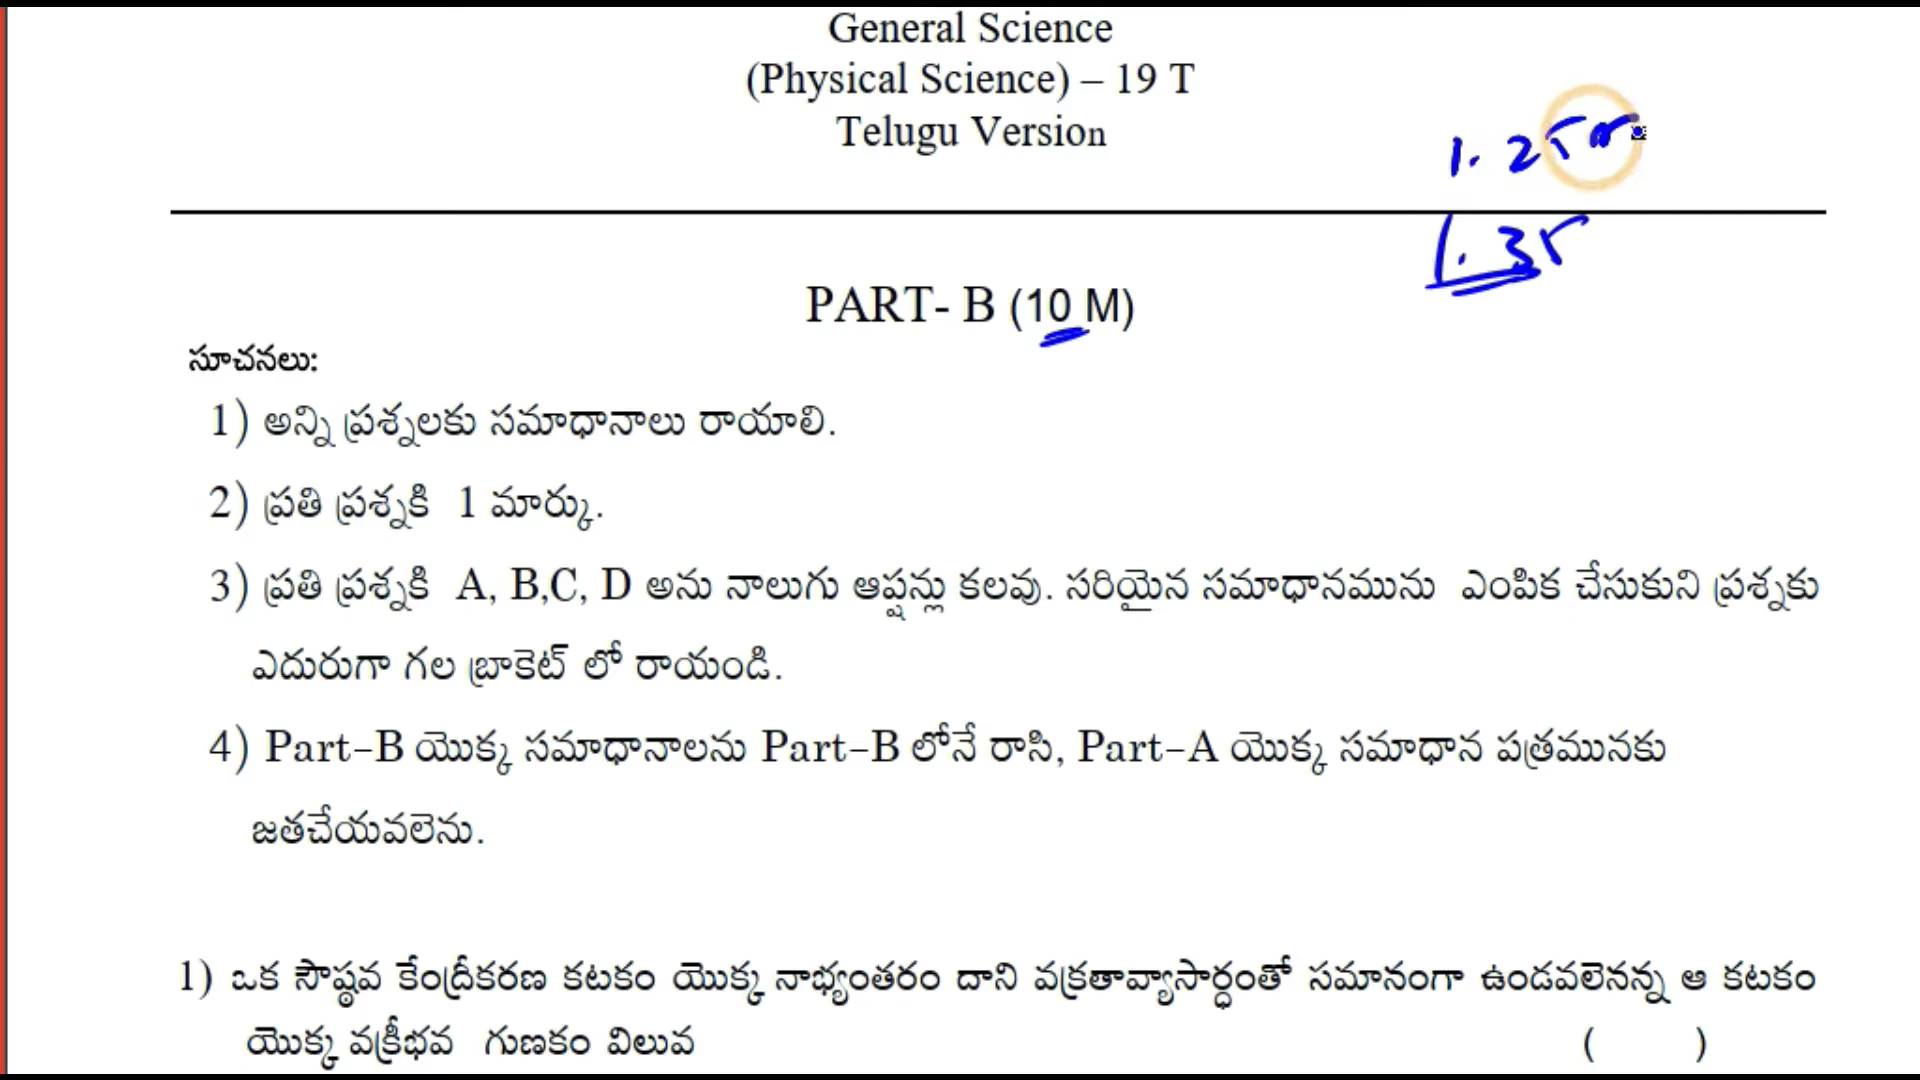 General Science
(Physical Science) – 19 T
Telugu Version
1.25
1.35
PART- B (10 M)
సూచనలు:
1) అన్ని ప్రశ్నలకు సమాధానాలు రాయాలి.
2) ప్రతి ప్రశ్నకి 1 మార్కు.
3) ప్రతి ప్రశ్నకి A, B,C, D అను నాలుగు ఆప్షన్లు కలవు. సరియైన సమాధానమును ఎంపిక చేసుకుని ప్రశ్నకు
ఎదురుగా గల బ్రాకెట్ లో రాయండి.
4) Part-B యొక్క సమాధానాలను Part-B లోనే రాసి, Part-A యొక్క సమాధాన పత్రమునకు
జతచేయవలెను.
1) ఒక సౌష్ఠవ కేంద్రీకరణ కటకం యొక్క నాభ్యంతరం దాని వక్రతావ్యాసార్ధంతో సమానంగా ఉండవలెనన్న ఆ కటకం
యొక్క వక్రీభవ గుణకం విలువ ( )